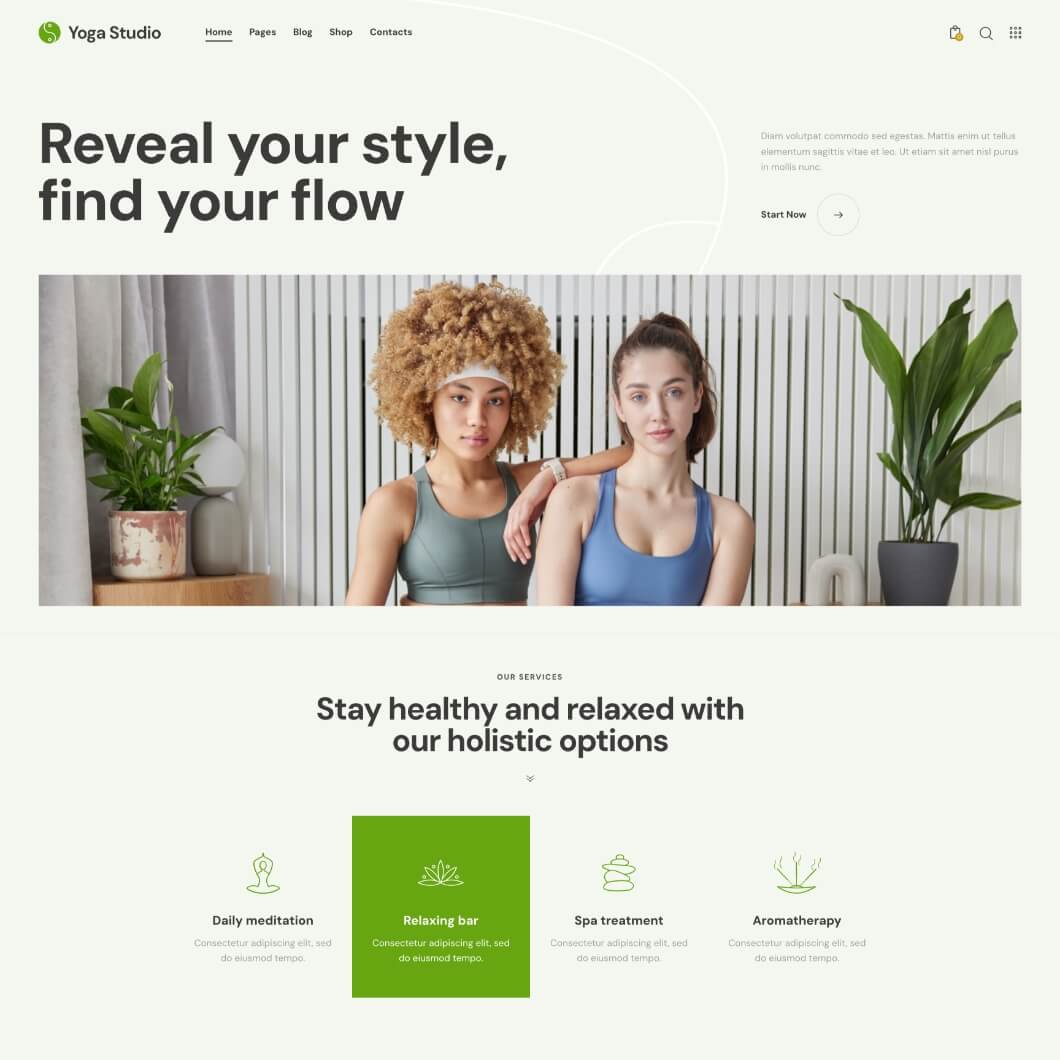 Yoga Studio
Home Pages Blog Shop Contacts
Reveal your style,
find your flow
Diam volutpat commodo sed egestas. Mattis enim ut tellus
elementum sagittis vitae et leo. Ut etiam sit amet nisl purus
in mollis nunc.
Start Now
OUR SERVICES
Stay healthy and relaxed with
our holistic options
Daily meditation
Consectetur adipiscing elit, sed
do eiusmod tempo.
Relaxing bar
Consectetur adipiscing elit, sed
do eiusmod tempo.
Spa treatment
Consectetur adipiscing elit, sed
do eiusmod tempo.
Aromatherapy
Consectetur adipiscing elit, sed
do eiusmod tempo.